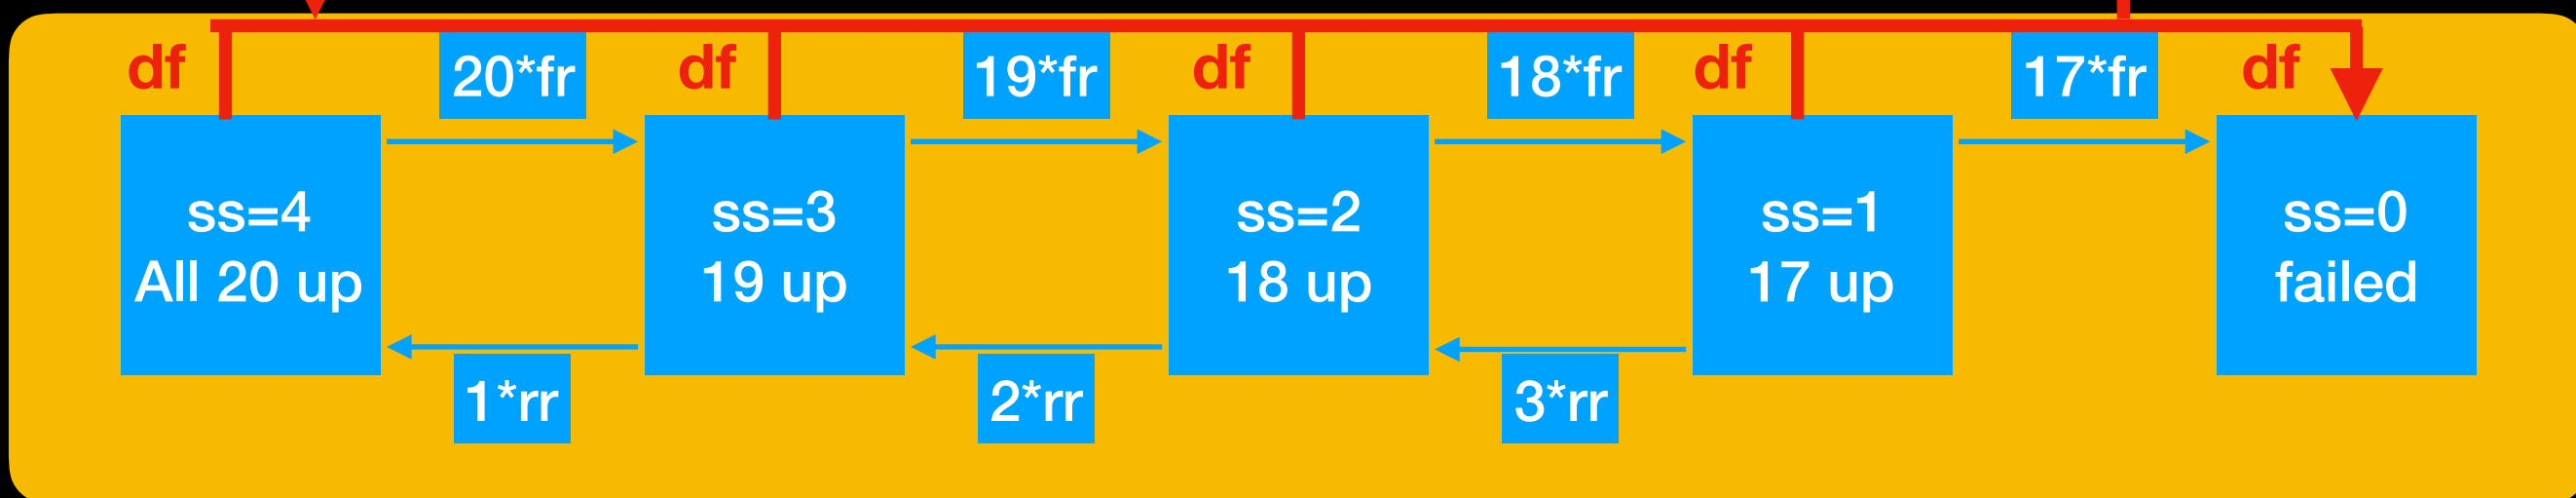 df
20*fr
df
19*fr
df
18*fr
df
17*fr
df
ss=4
All 20 up
ss=3
19 up
ss=2
18 up
ss=1
17 up
ss=0
failed
1*rr
2*rr
3*rr